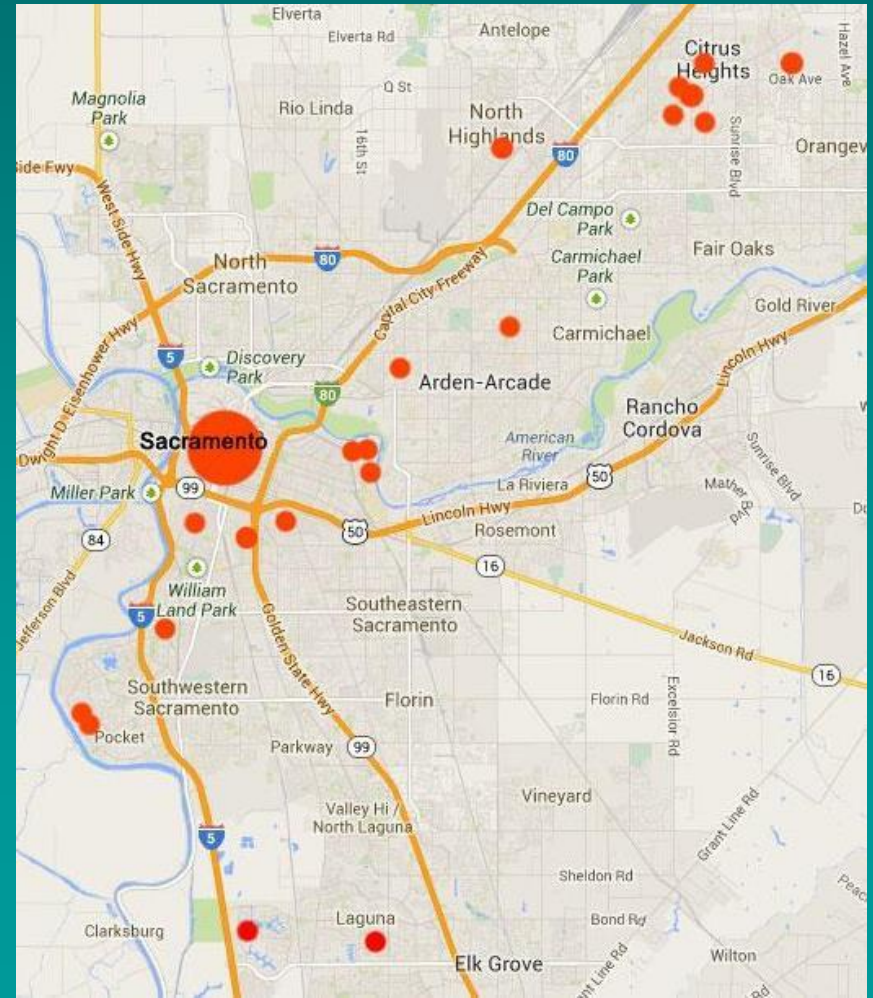 Elverta
Elverta Rd
Antelope
Hazel Ave
Citrus
Heights
Oak Ave
Magnolia
Park
Q St
Rio Linda
North
Highlands
16th St
Sunrise Blvd
80
Orangev
Side Fwy
West Side Hwy
Del Campo
Park
Fair Oaks
North
Sacramento
80
Capital City Freeway
Carmichael
Park
Gold River
Dwight D. Eisenhower Hwy
5
Discovery
Park
Carmichael
Lincoln Hwy
80
Arden-Arcade
Rancho
Cordova
Sacramento
American
River
Sunrise Blvd
Miller Park
99
La Riviera
50
Mather Blvd
84
Lincoln Hwy
50
Rosemont
16
Jefferson Blvd
William
Land Park
5
Golden State Hwy
Southeastern
Sacramento
Jackson Rd
16
Southwestern
Sacramento
Florin
Florin Rd
Excelsior Rd
Pocket
Parkway
99
Vineyard
Valley Hi /
North Laguna
5
Grant Line Rd
Sheldon Rd
Peac
Clarksburg
Laguna
Bond Rd
Elk Grove
ant Line Rd
Wilton
Rd